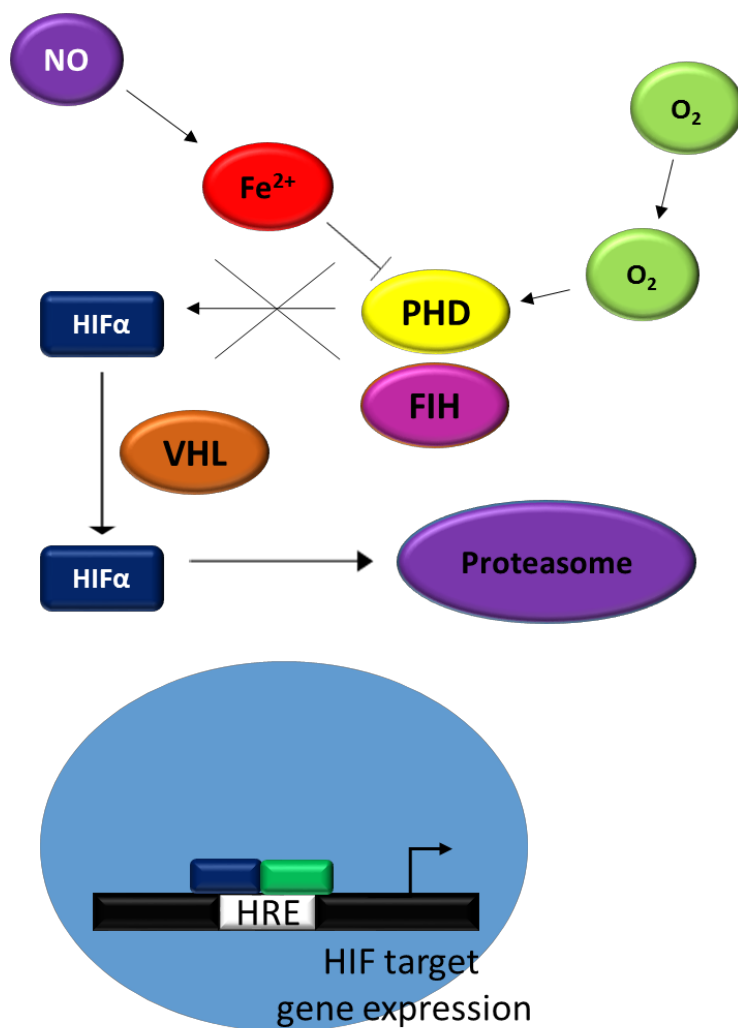 NO
O₂
Fe²⁺
O₂
HIFα
PHD
FIH
VHL
HIFα
Proteasome
HRE
HIF target
gene expression